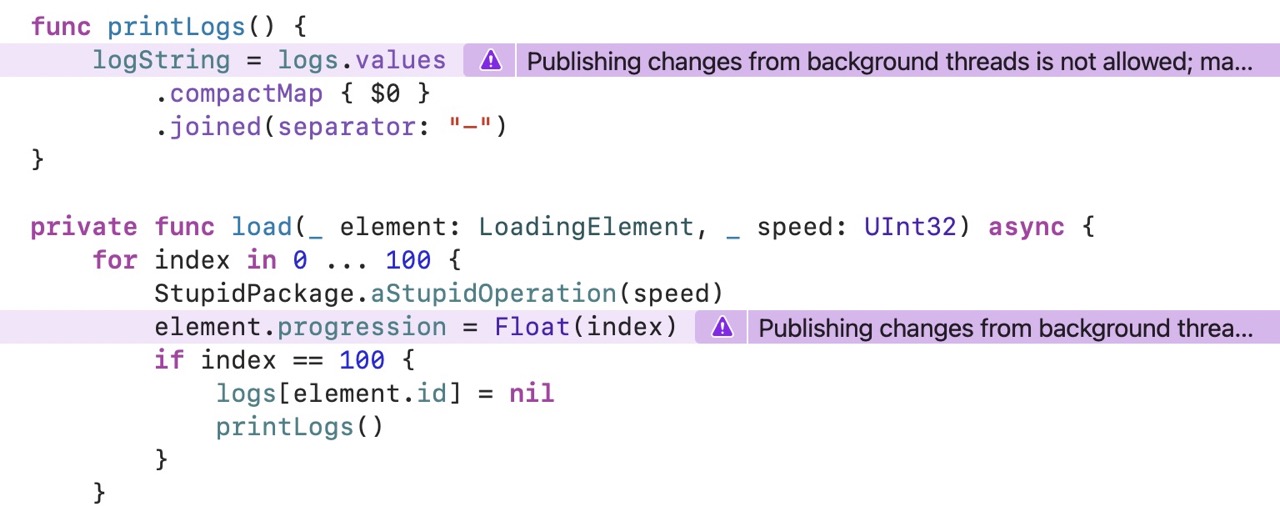 func printLogs() {
    logString = logs.values Publishing changes from background threads is not allowed; ma...
        .compactMap { $0 }
        .joined(separator: "–")
}
private func load(_ element: LoadingElement, _ speed: UInt32) async {
    for index in 0 ... 100 {
        StupidPackage.aStupidOperation(speed)
        element.progression = Float(index) Publishing changes from background threa...
        if index == 100 {
            logs[element.id] = nil
            printLogs()
        }
    }